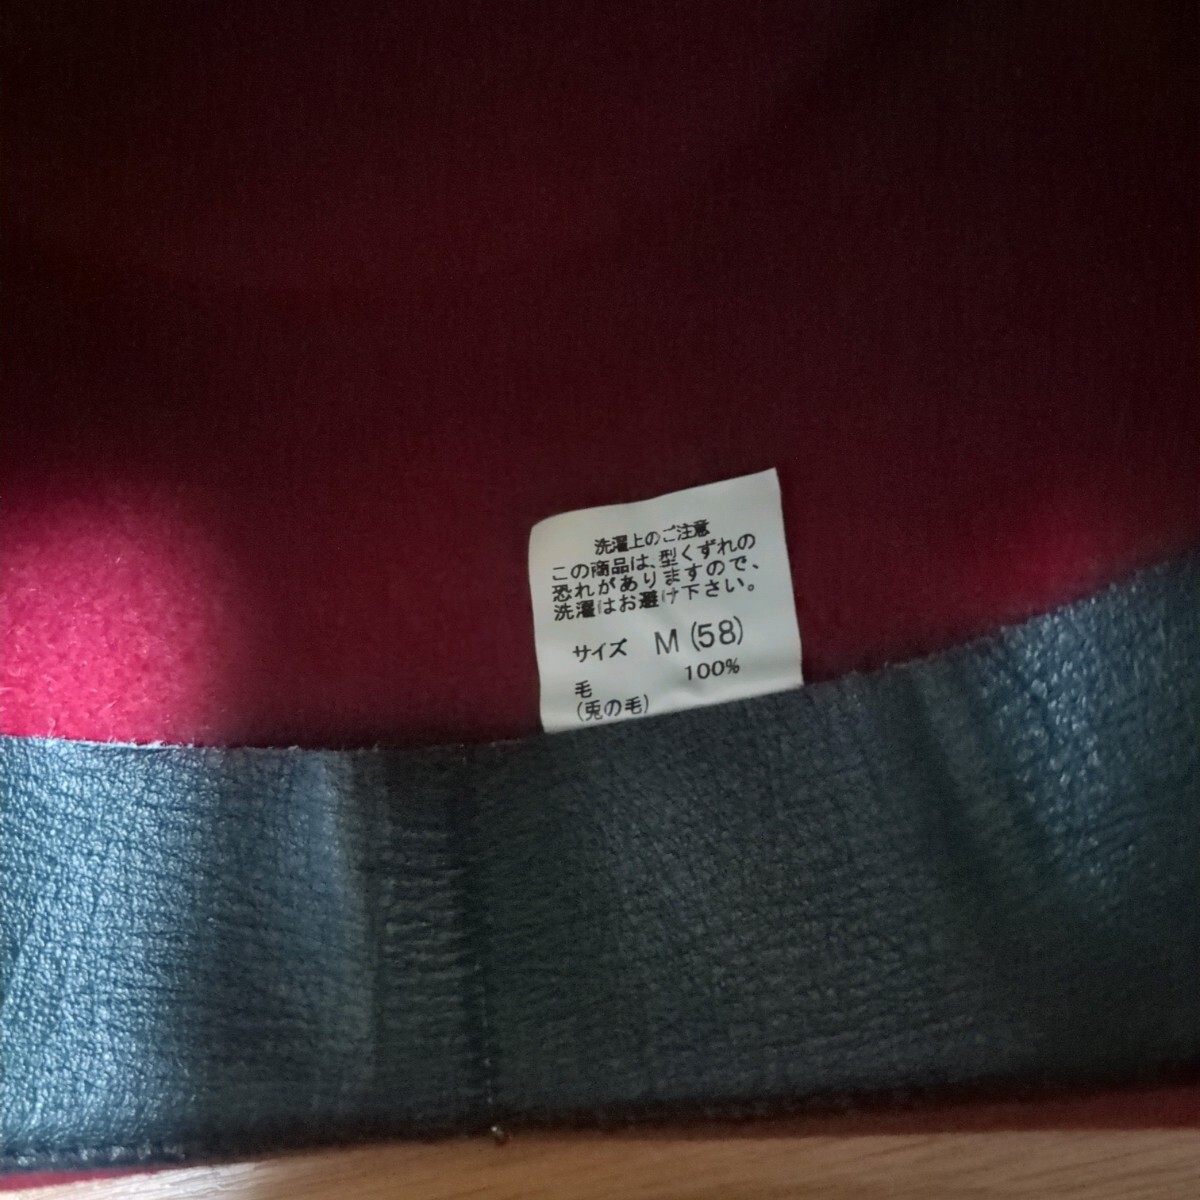 洗濯上のご注意
この商品は、型くずれの
恐れがありますので、
洗濯はお避け下さい。
サイズ M (58)
毛 100%
(兎の毛)